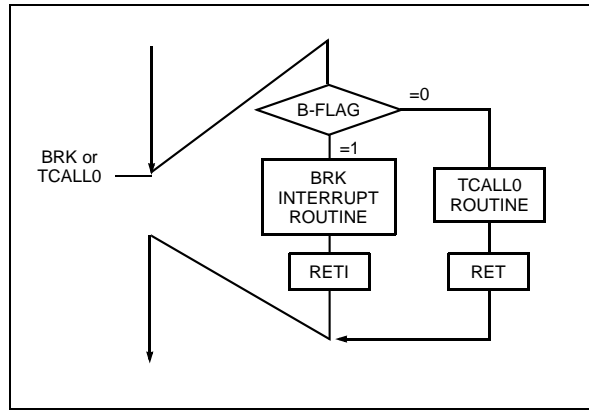 =0
B-FLAG
=1
BRK or
TCALL0
BRK
INTERRUPT
ROUTINE
TCALL0
ROUTINE
RETI
RET